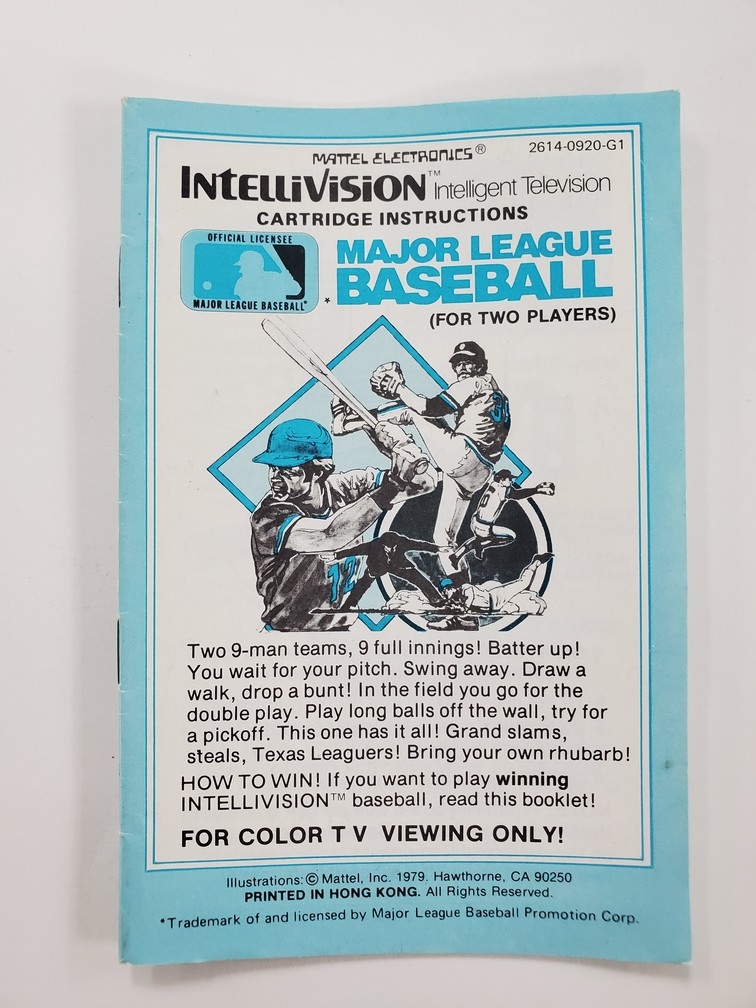 MATTEL ELECTRONICS® 2614-0920-G1
INTELLIVISION™ Intelligent Television
CARTRIDGE INSTRUCTIONS
OFFICIAL LICENSEE
MAJOR LEAGUE BASEBALL*
* MAJOR LEAGUE
BASEBALL
(FOR TWO PLAYERS)
12
Two 9-man teams, 9 full innings! Batter up!
You wait for your pitch. Swing away. Draw a
walk, drop a bunt! In the field you go for the
double play. Play long balls off the wall, try for
a pickoff. This one has it all! Grand slams,
steals, Texas Leaguers! Bring your own rhubarb!
HOW TO WIN! If you want to play winning
INTELLIVISION™ baseball, read this booklet!
FOR COLOR T V VIEWING ONLY!
Illustrations: © Mattel, Inc. 1979. Hawthorne, CA 90250
PRINTED IN HONG KONG. All Rights Reserved.
*Trademark of and licensed by Major League Baseball Promotion Corp.